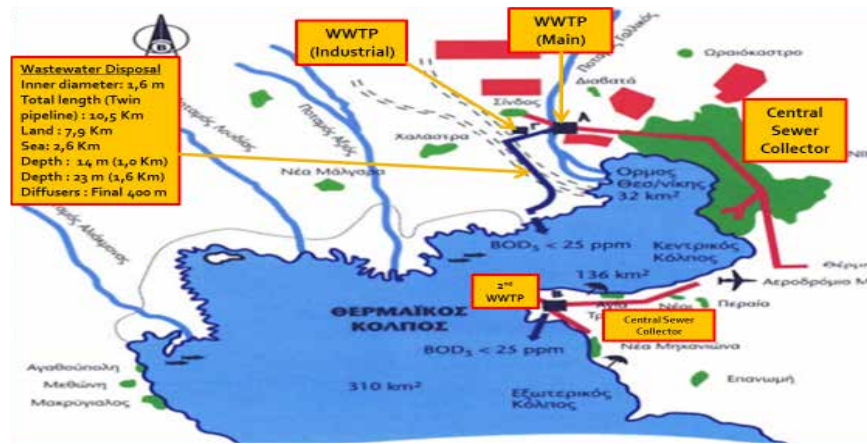 WWTP
(Industrial)
WWTP
(Main)
Ποταμός Γαλλικός
Ωραιόκαστρο
Wastewater Disposal
Inner diameter: 1,6 m
Total length (Twin
pipeline) : 10,5 Km
Land : 7,9 Km
Sea: 2,6 Km
Depth : 14 m (1,0 Km)
Depth : 23 m (1,6 Km)
Diffusers : Final 400 m
B
Διαβατά
Σίνδος
A
Γ
Central
Sewer
Collector
Ποταμός Λουδίας
Ποταμός Αξιός
Χαλάστρα
Νέα Μάλγαρα
Όρμος
Θεσ/νίκης
32 km²
Αλιάκμονας
BOD₅ < 25 ppm
Κεντρικός
Κόλπος
136 km²
Θέρμη
Αεροδρόμιο Μ
2nd
WWTP
B
Αγία
Περαία
ΘΕΡΜΑΪΚΟΣ
ΚΟΛΠΟΣ
Central Sewer
Collector
Νέα Μηχανιώνα
BOD₅ < 25 ppm
Αγαθούπολη
Μεθώνη
Μακρύγιαλος
310 km²
Εξωτερικός
Κόλπος
Επανωμή